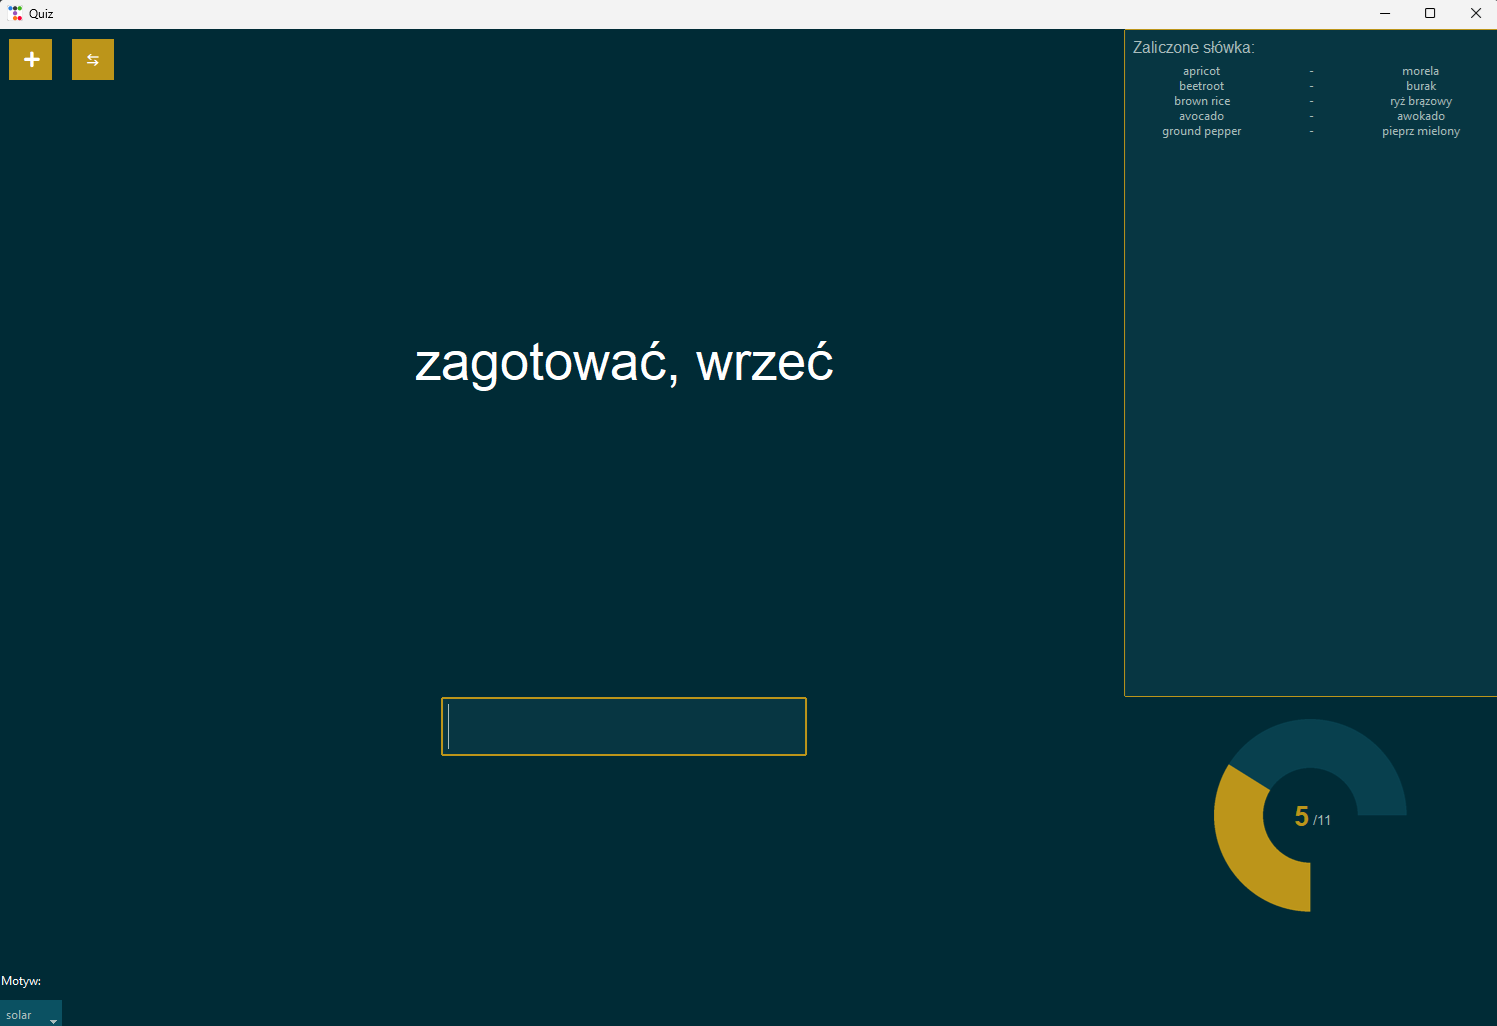 Quiz
Zaliczone słówka:
apricot - morela
beetroot - burak
brown rice - ryż brązowy
avocado - awokado
ground pepper - pieprz mielony
zagotować, wrzeć
5 /11
Motyw:
solar